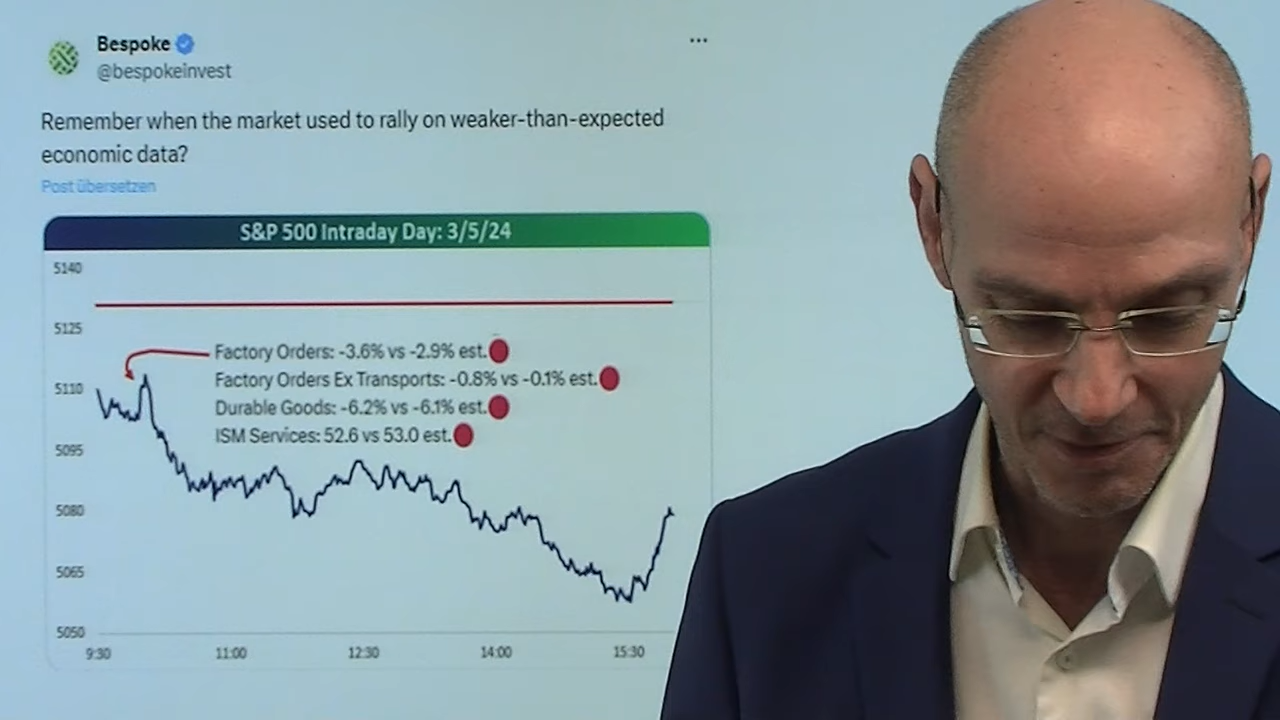 Bespoke
@bespokeinvest
...
Remember when the market used to rally on weaker-than-expected
economic data?
Post übersetzen
S&P 500 Intraday Day: 3/5/24
5140
5125
Factory Orders: -3.6% vs -2.9% est.
Factory Orders Ex Transports: -0.8% vs -0.1% est.
5110
Durable Goods: -6.2% vs -6.1% est.
ISM Services: 52.6 vs 53.0 est.
5095
5080
5065
5050
9:30 11:00 12:30 14:00 15:30